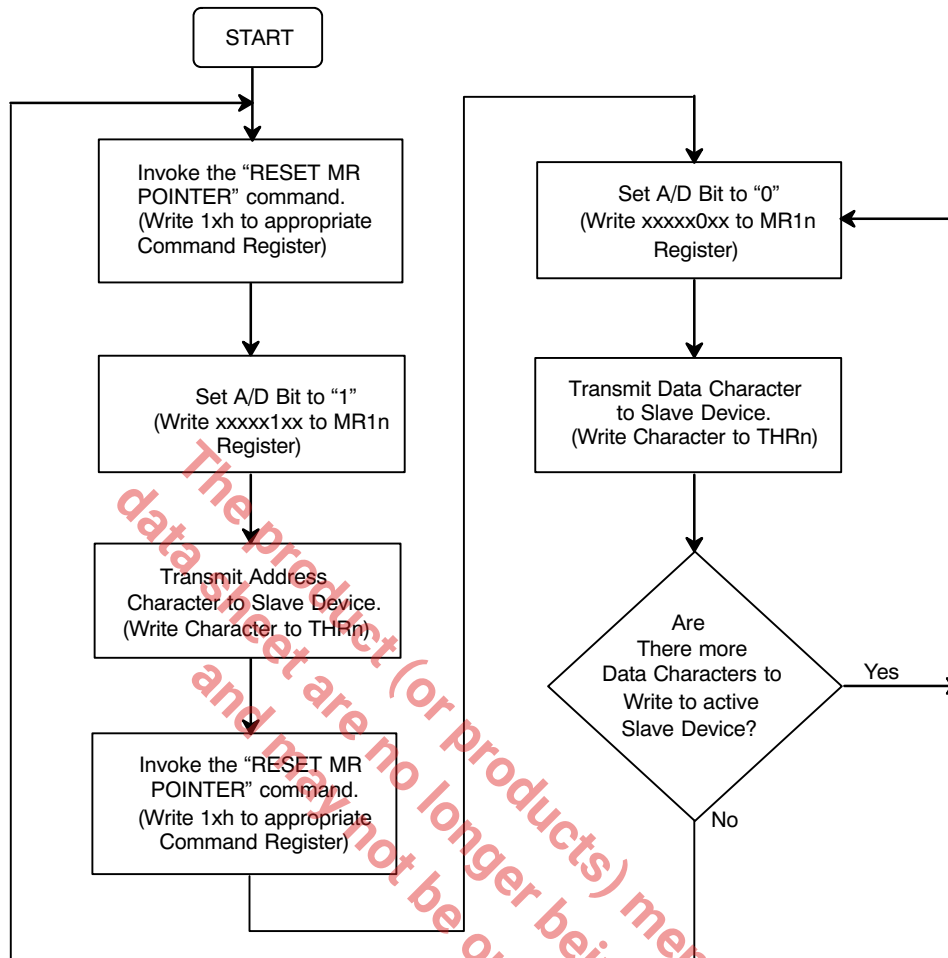 START
Invoke the “RESET MR
POINTER” command.
(Write 1xh to appropriate
Command Register)
Set A/D Bit to “1”
(Write xxxxx1xx to MR1n
Register)
Transmit Address
Character to Slave Device.
(Write Character to THRn)
Invoke the “RESET MR
POINTER” command.
(Write 1xh to appropriate
Command Register)
Set A/D Bit to “0”
(Write xxxxx0xx to MR1n
Register)
Transmit Data Character
to Slave Device.
(Write Character to THRn)
Are
There more
Data Characters to
Write to active
Slave Device?
Yes
No
The product (or products)
data sheet are no longer
and may not be